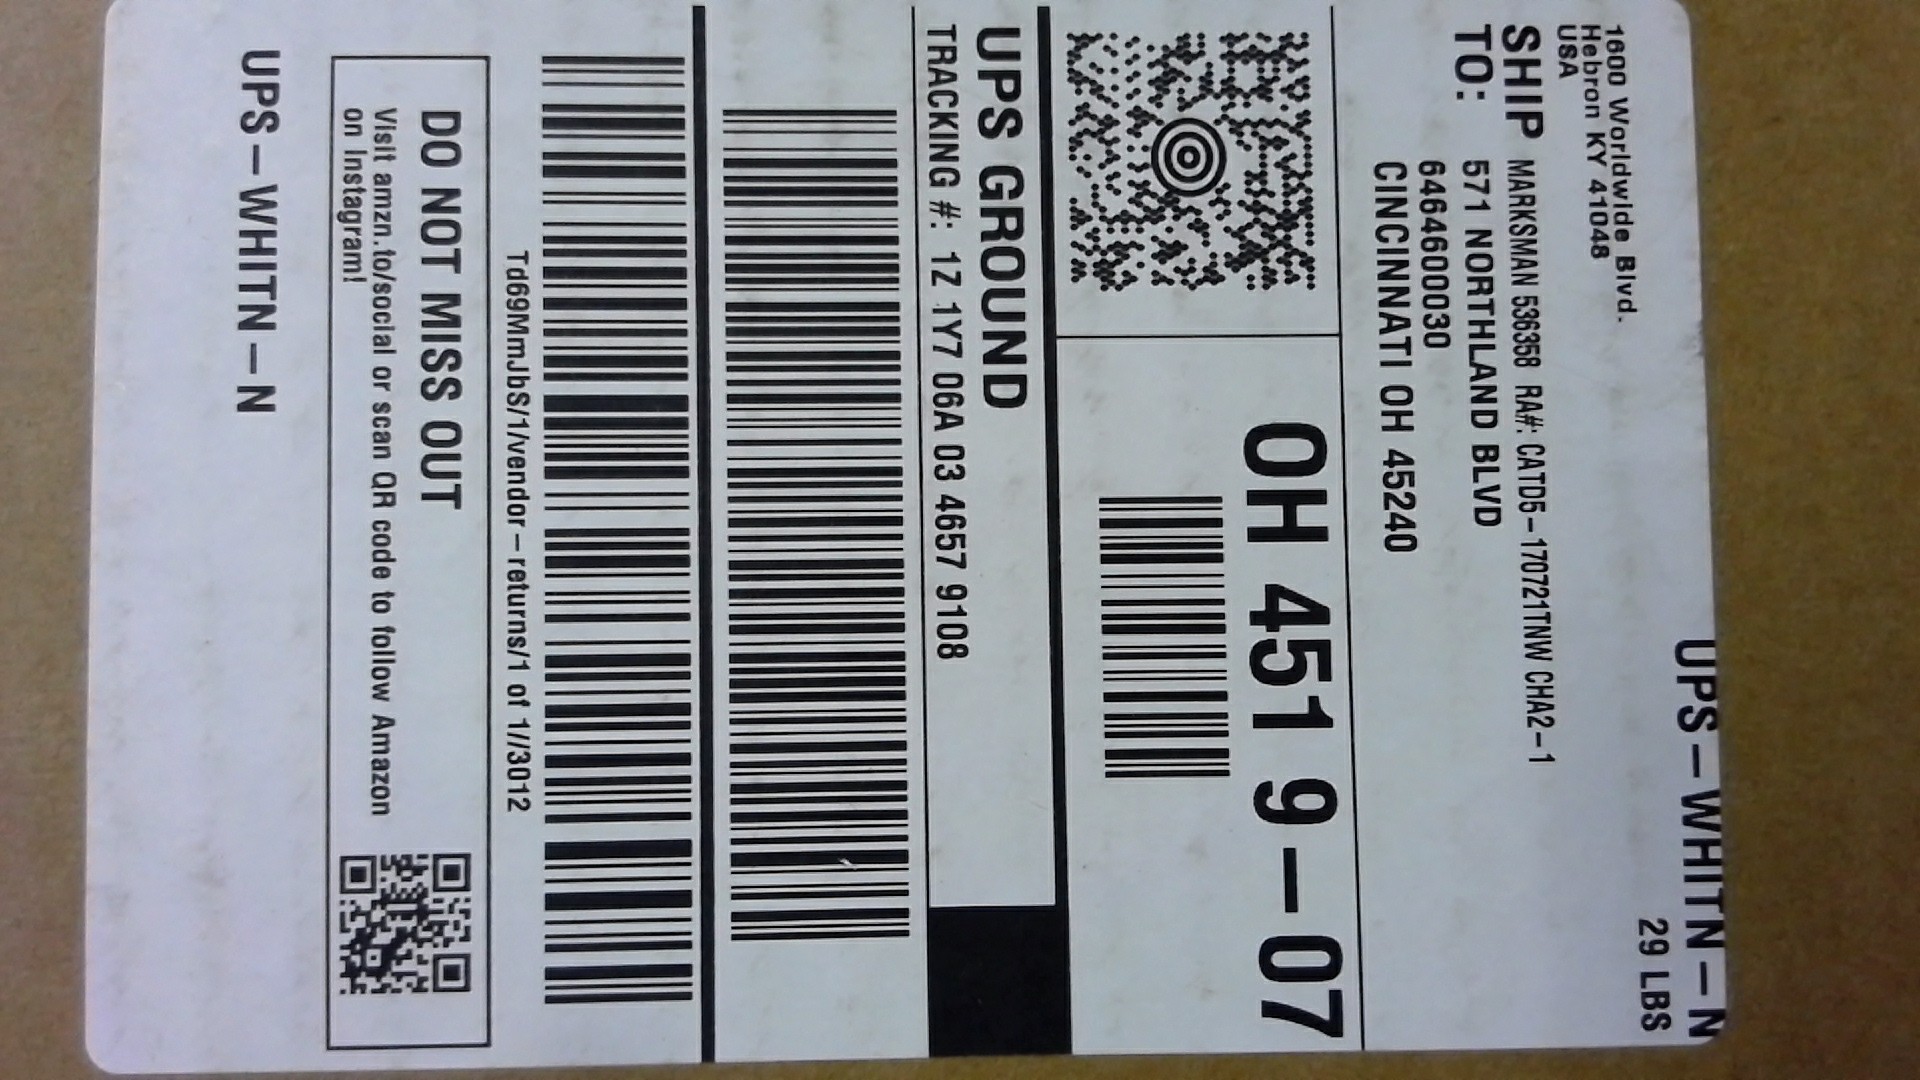 UPS-WHITN-N
29 LBS
1600 Worldwide Blvd.
Hebron KY 41048
USA
SHIP
TO:
MARKSMAN 536358 RA#: CATD5-170721TNW CHA2-1
571 NORTHLAND BLVD
6464600030
CINCINNATI OH 45240
OH 451 9-07
UPS GROUND
TRACKING #: 1Z 1Y7 06A 03 4657 9108
Td69MmJbS/1/vendor-returns/1 of 1//3012
DO NOT MISS OUT
Visit amzn.to/social or scan QR code to follow Amazon
on Instagram!
UPS-WHITN-N